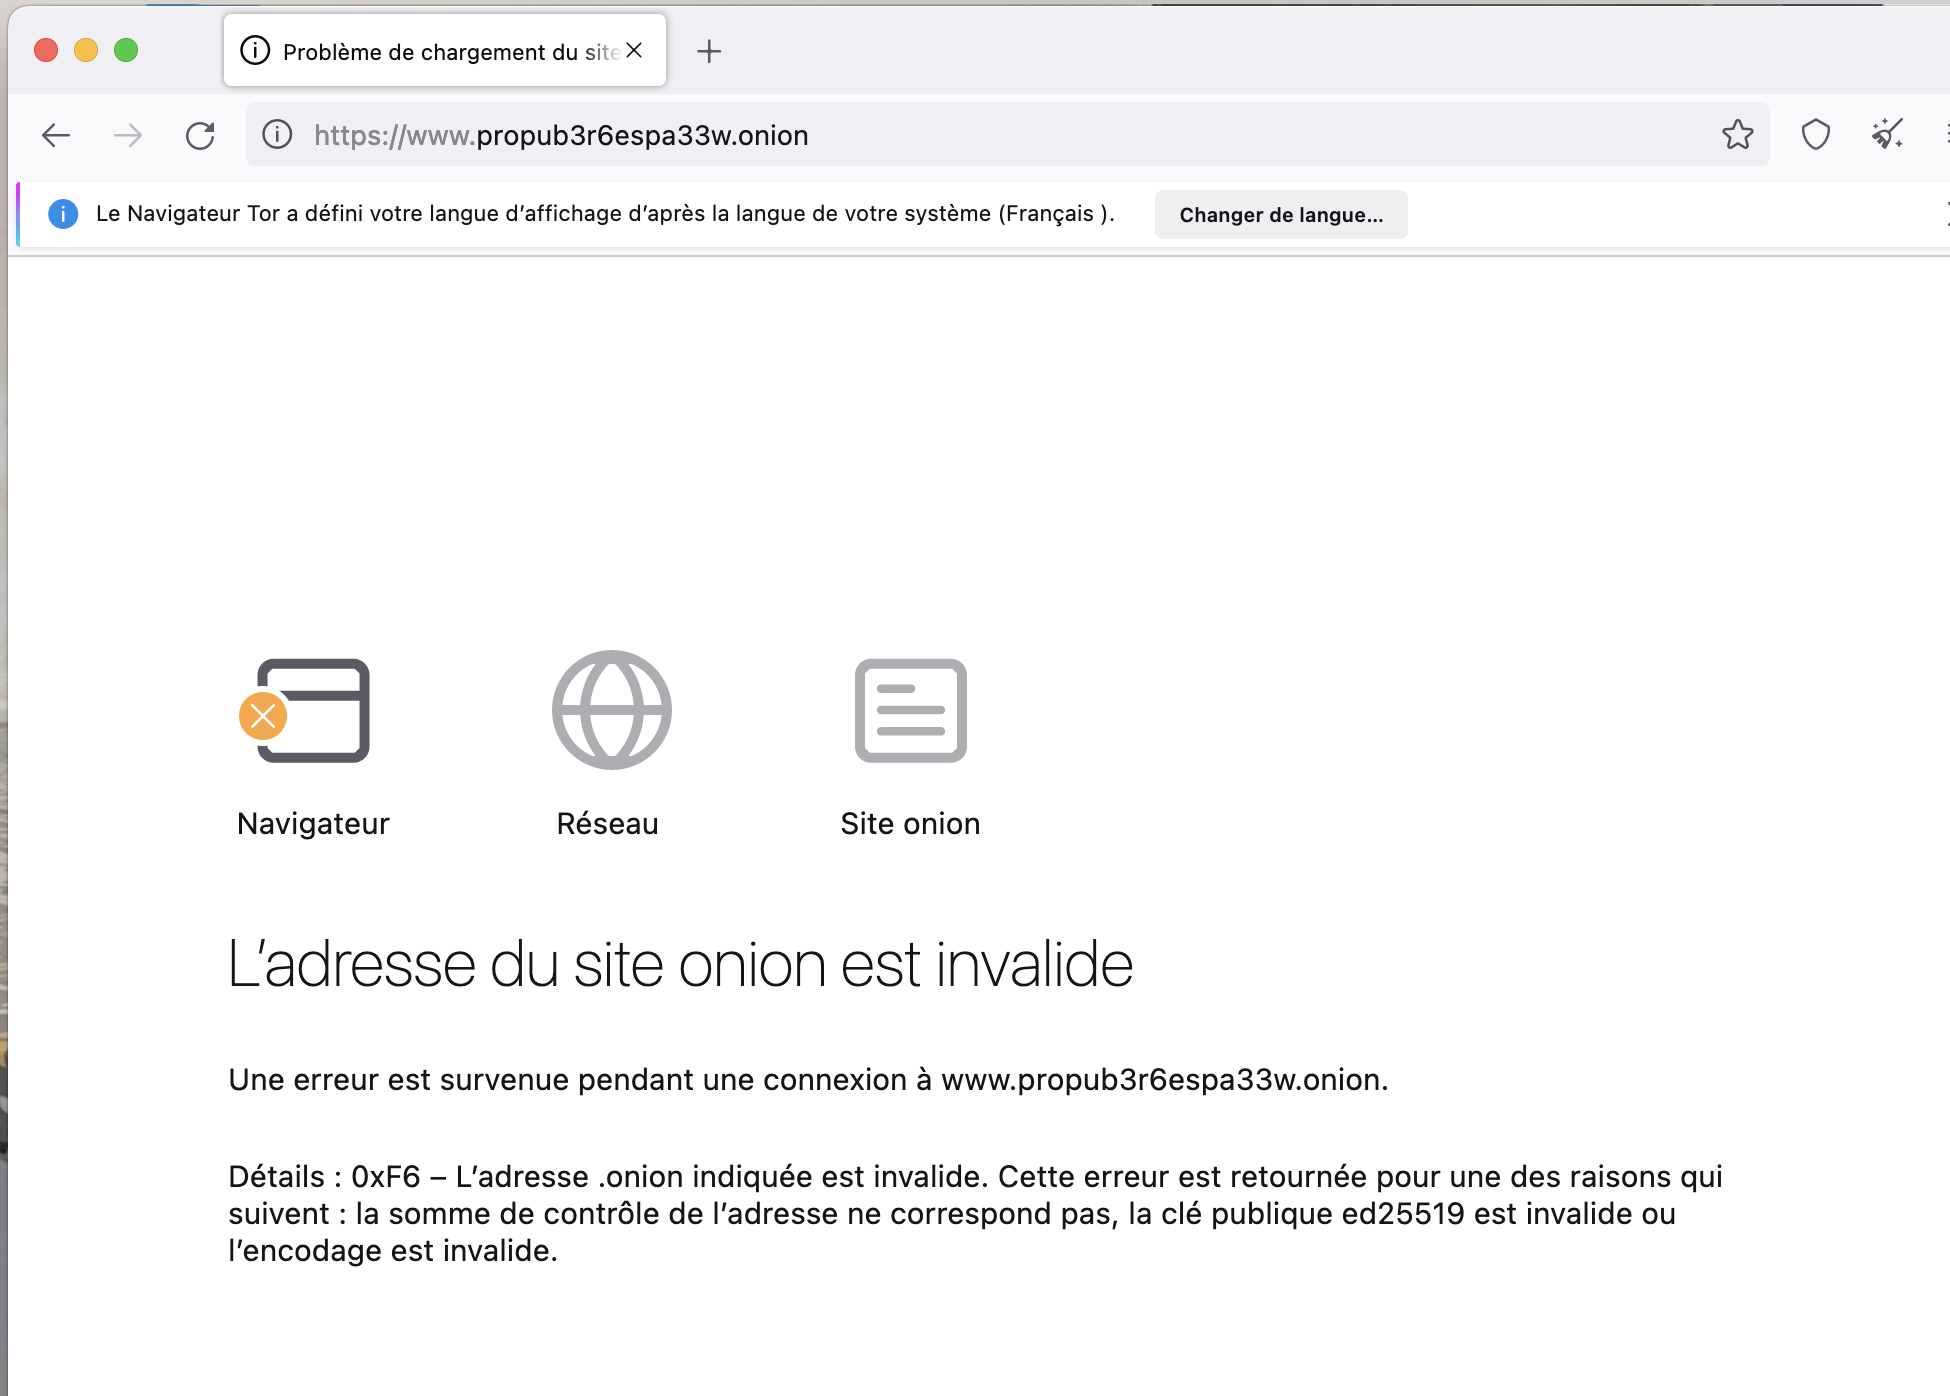 Problème de chargement du site
https://www.propub3r6espa33w.onion
Le Navigateur Tor a défini votre langue d’affichage d’après la langue de votre système (Français ).
Changer de langue…
Navigateur
Réseau
Site onion
L’adresse du site onion est invalide
Une erreur est survenue pendant une connexion à www.propub3r6espa33w.onion.
Détails : 0xF6 – L’adresse .onion indiquée est invalide. Cette erreur est retournée pour une des raisons qui
suivent : la somme de contrôle de l’adresse ne correspond pas, la clé publique ed25519 est invalide ou
l’encodage est invalide.